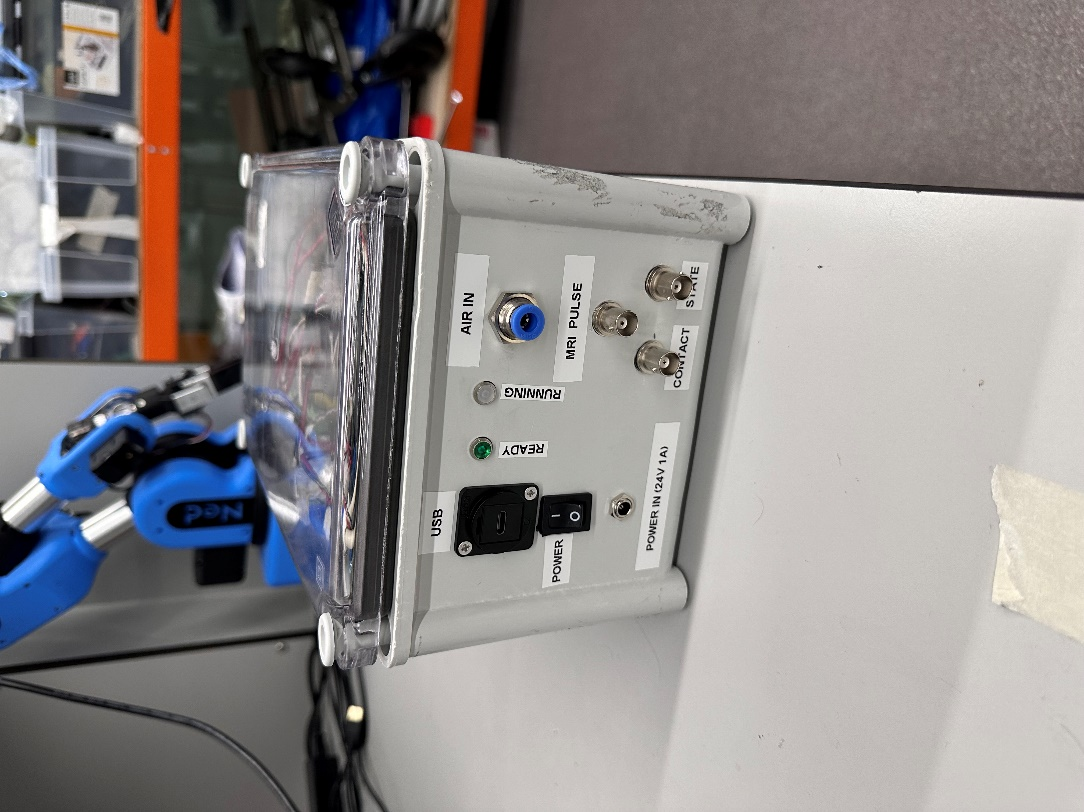 USB
READY
RUNNING
AIR IN
POWER
I
O
MRI PULSE
POWER IN (24V 1A)
CONTACT
STATE
Ned